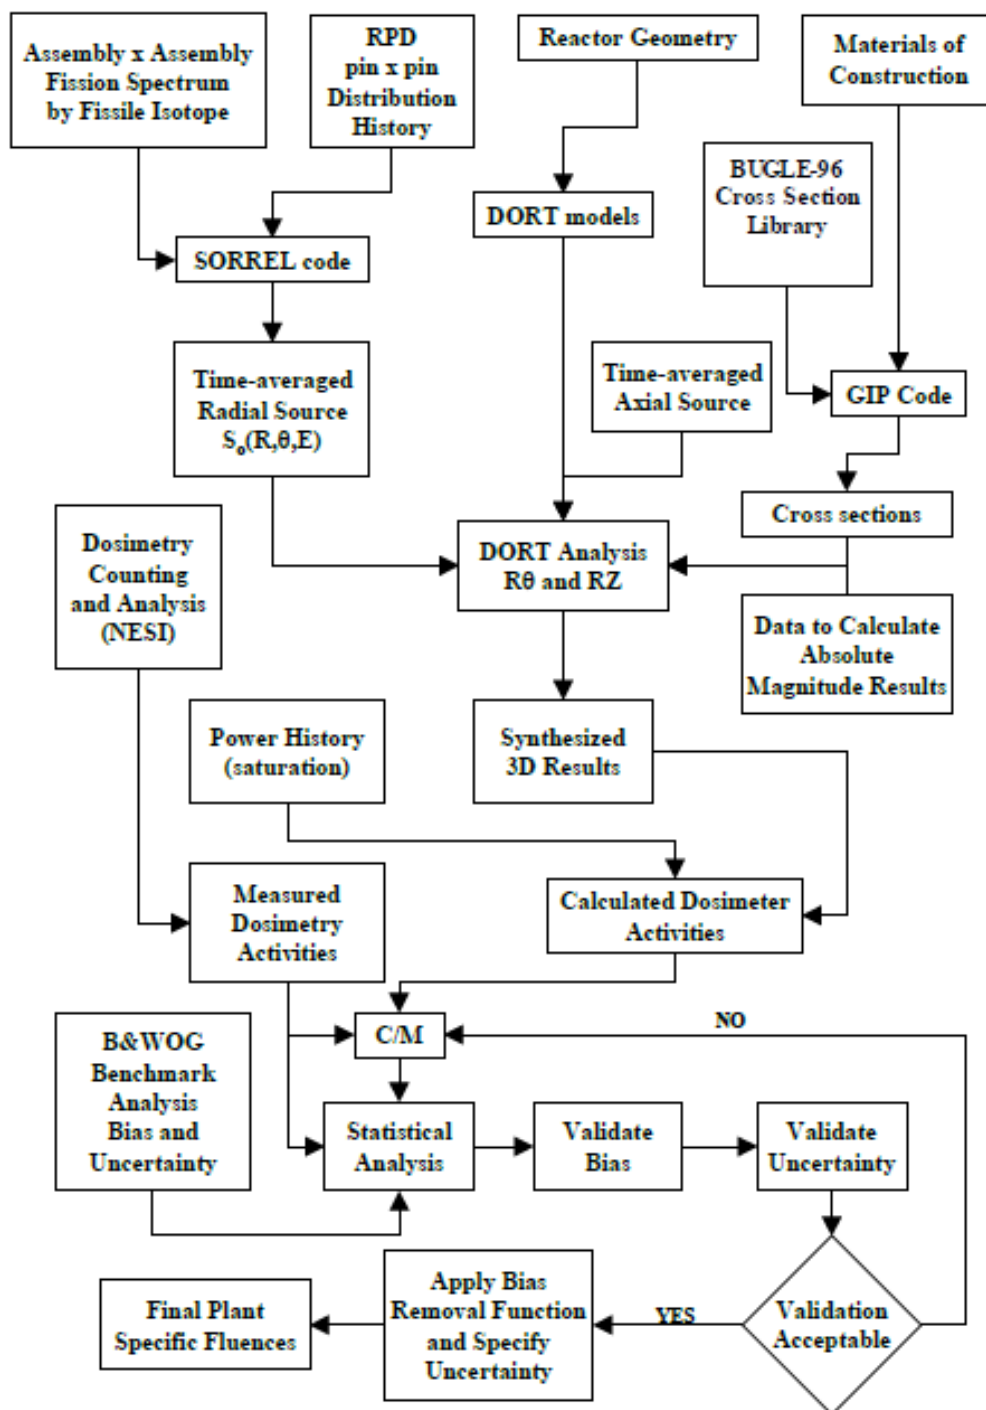 Assembly x Assembly
Fission Spectrum
by Fissile Isotope
RPD
pin x pin
Distribution
History
Reactor Geometry
Materials of
Construction
BUGLE-96
Cross Section
Library
DORT models
SORREL code
Time-averaged
Radial Source
So(R,θ,E)
Time-averaged
Axial Source
GIP Code
Cross sections
Dosimetry
Counting
and Analysis
(NESI)
DORT Analysis
Rθ and RZ
Data to Calculate
Absolute
Magnitude Results
Power History
(saturation)
Synthesized
3D Results
Measured
Dosimetry
Activities
Calculated Dosimeter
Activities
C/M
NO
B&WOG
Benchmark
Analysis
Bias and
Uncertainty
Statistical
Analysis
Validate
Bias
Validate
Uncertainty
Final Plant
Specific Fluences
Apply Bias
Removal Function
and Specify
Uncertainty
YES
Validation
Acceptable